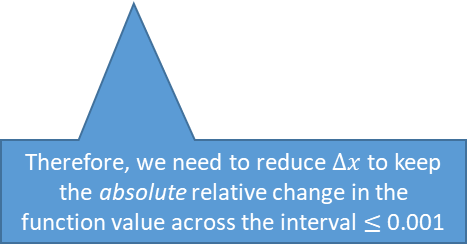 Therefore, we need to reduce Δx to keep
the absolute relative change in the
function value across the interval ≤ 0.001